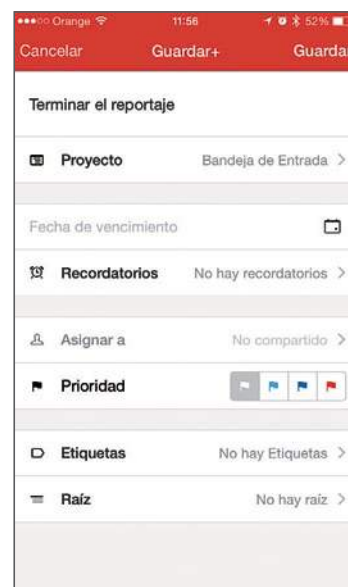 Orange 11:56 52%
Cancelar Guardar+ Guardar
Terminar el reportaje
Proyecto Bandeja de Entrada >
Fecha de vencimiento
Recordatorios No hay recordatorios >
Asignar a No compartido >
Prioridad
Etiquetas No hay Etiquetas >
Raíz No hay raíz >